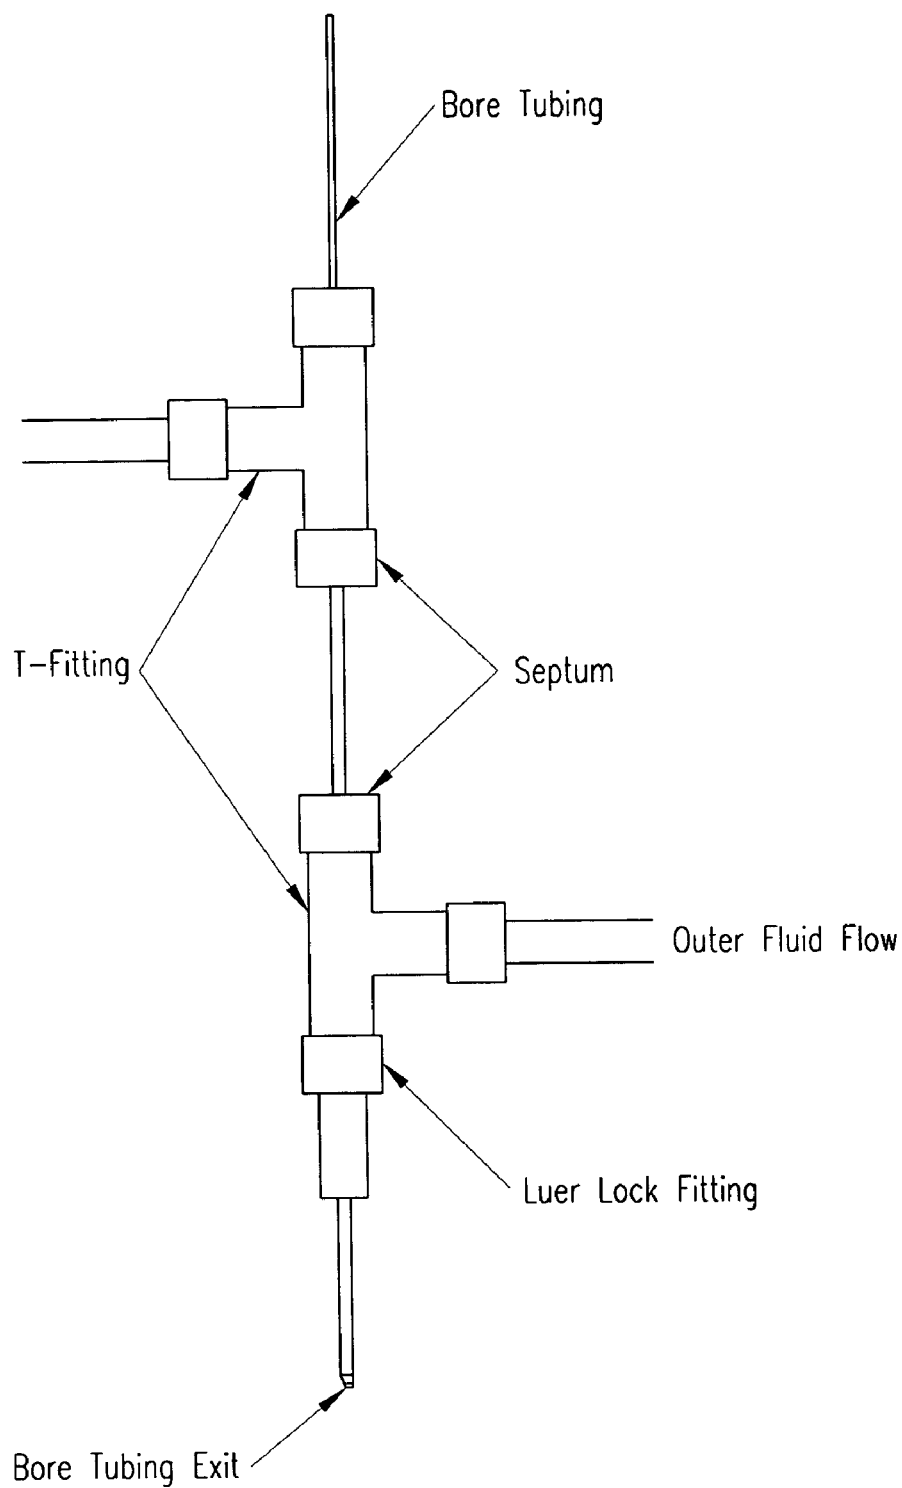 Bore Tubing
T-Fitting
Septum
Outer Fluid Flow
Luer Lock Fitting
Bore Tubing Exit